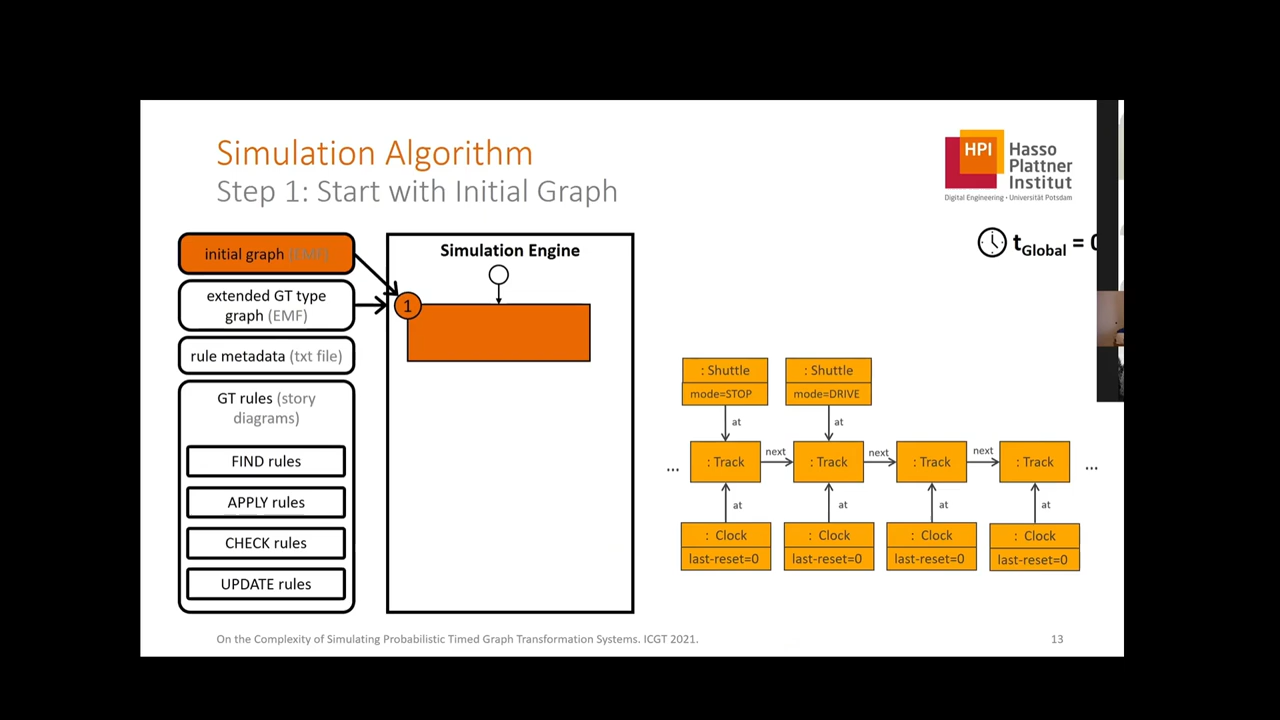 Simulation Algorithm
Step 1: Start with Initial Graph
HPI
Hasso
Plattner
Institut
Digital Engineering • Universität Potsdam
initial graph (EMF)
extended GT type
graph (EMF)
rule metadata (txt file)
GT rules (story
diagrams)
FIND rules
APPLY rules
CHECK rules
UPDATE rules
Simulation Engine
1
tGlobal = 0
: Shuttle
mode=STOP
: Shuttle
mode=DRIVE
at
at
...
: Track
next
: Track
next
: Track
next
: Track
...
at
at
at
at
: Clock
last-reset=0
: Clock
last-reset=0
: Clock
last-reset=0
: Clock
last-reset=0
On the Complexity of Simulating Probabilistic Timed Graph Transformation Systems. ICGT 2021.
13